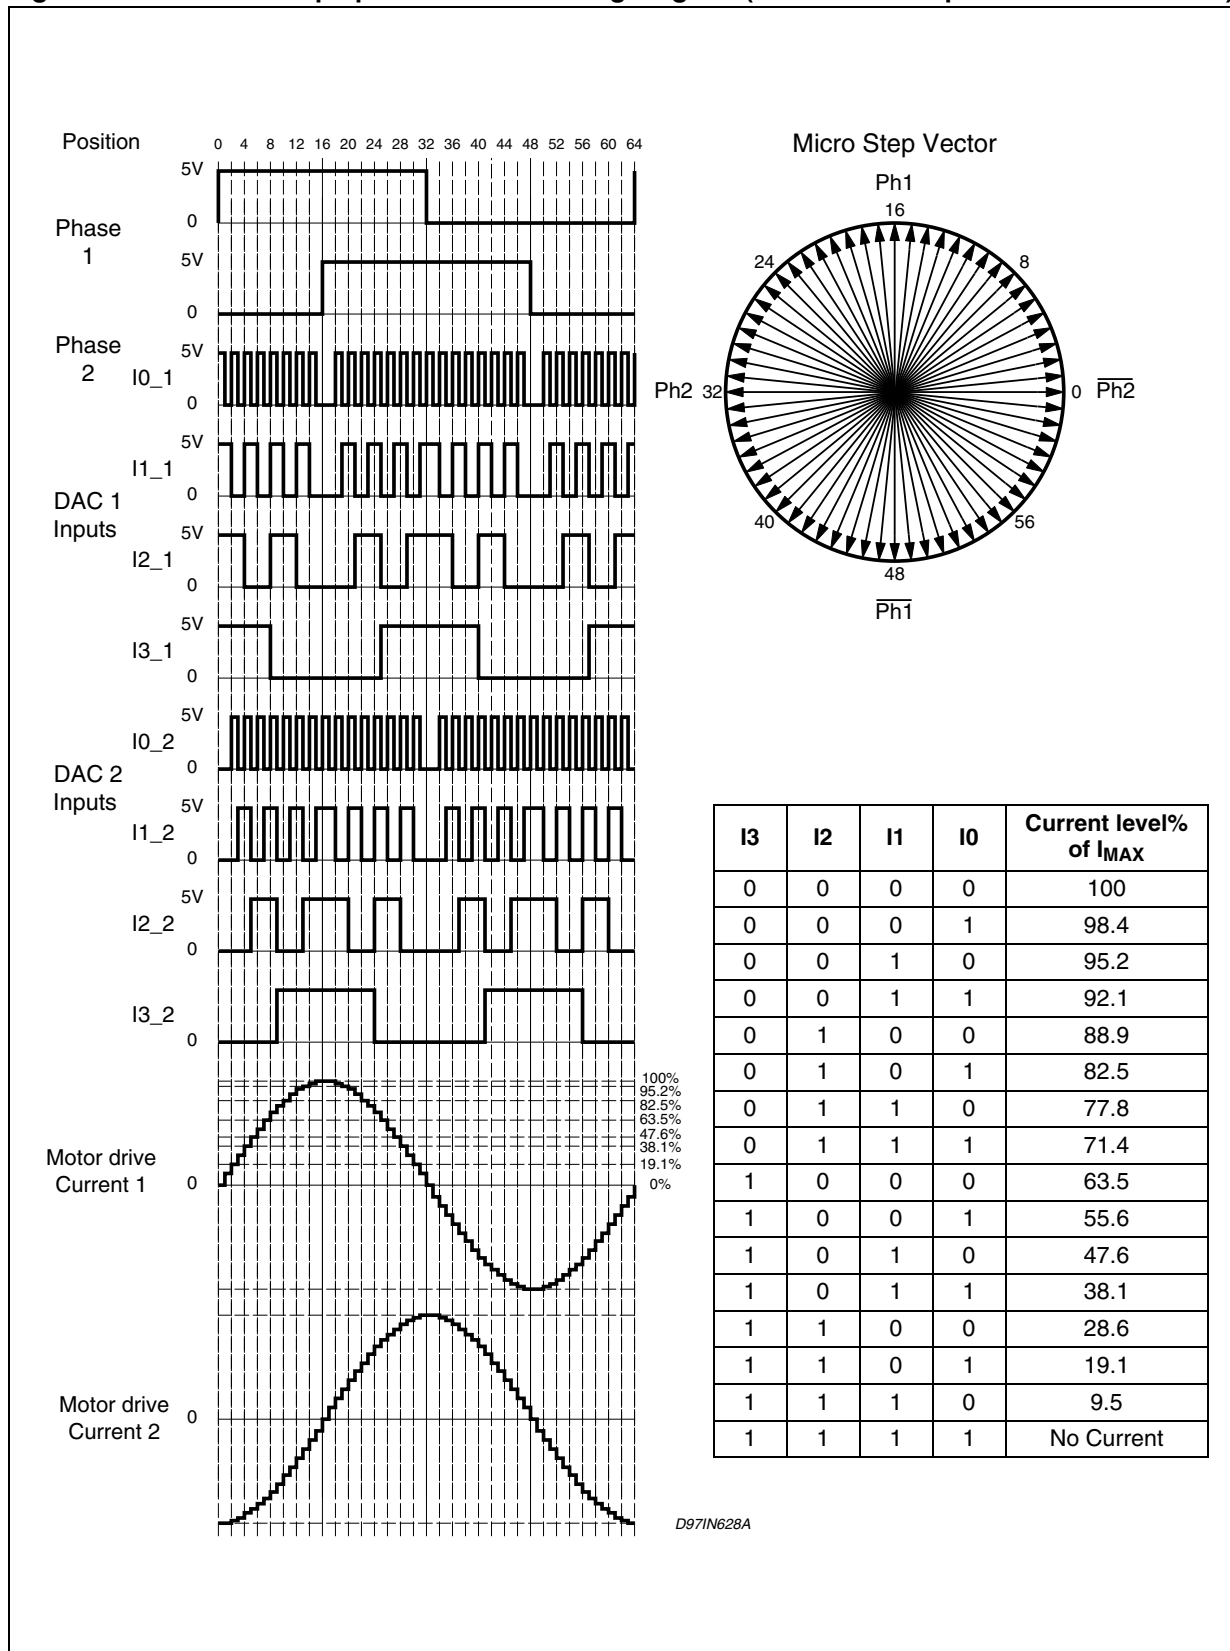 Position
0 4 8 12 16 20 24 28 32 36 40 44 48 52 56 60 64
5V
0
Phase
1
5V
0
Phase
2
I0_1
5V
0
I1_1
5V
0
DAC 1
Inputs
I2_1
5V
0
I3_1
5V
0
I0_2
5V
0
DAC 2
Inputs
I1_2
5V
0
I2_2
5V
0
I3_2
0
100%
95.2%
82.5%
63.5%
47.6%
38.1%
19.1%
0%
Motor drive
Current 1
0
Motor drive
Current 2
0
Micro Step Vector
Ph1
16
24
8
Ph2 32
0 Ph2
40
56
48
Ph1
I3 I2 I1 I0 Current level% of IMAX
0 0 0 0 100
0 0 0 1 98.4
0 0 1 0 95.2
0 0 1 1 92.1
0 1 0 0 88.9
0 1 0 1 82.5
0 1 1 0 77.8
0 1 1 1 71.4
1 0 0 0 63.5
1 0 0 1 55.6
1 0 1 0 47.6
1 0 1 1 38.1
1 1 0 0 28.6
1 1 0 1 19.1
1 1 1 0 9.5
1 1 1 1 No Current
D97IN628A